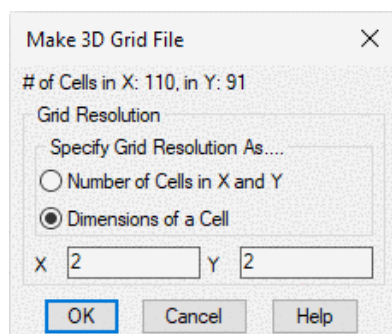 Make 3D Grid File
# of Cells in X: 110, in Y: 91
Grid Resolution
Specify Grid Resolution As....
Number of Cells in X and Y
Dimensions of a Cell
X 2 Y 2
OK Cancel Help